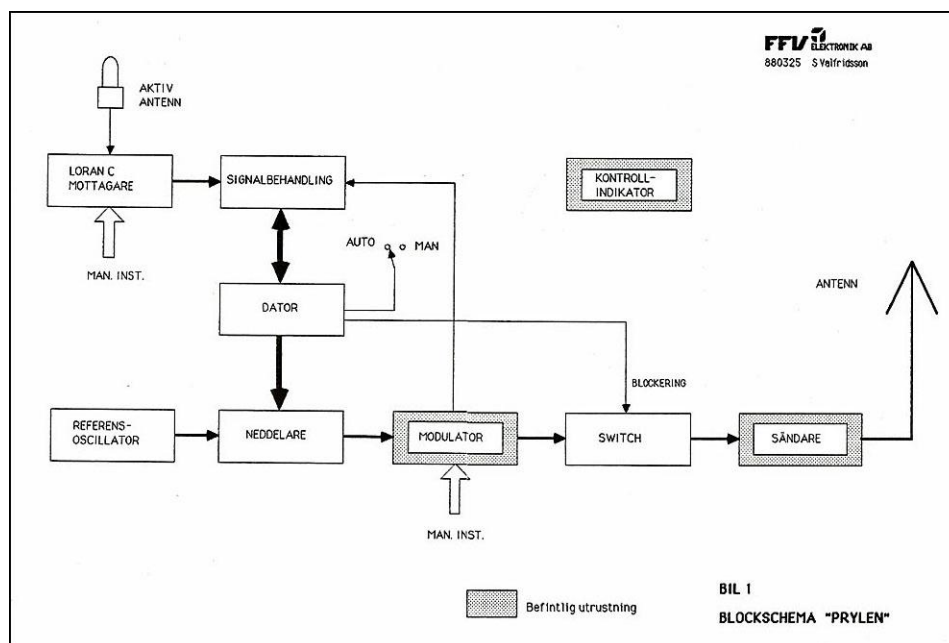 FFV ELEKTRONIK AB
880325 S Valfridsson
AKTIV
ANTENN
LORAN C
MOTTAGARE
SIGNALBEHANDLING
KONTROLL-
INDIKATOR
MAN. INST.
AUTO
MAN
DATOR
ANTENN
BLOCKERING
REFERENS-
OSCILLATOR
NEDDELARE
MODULATOR
SWITCH
SÄNDARE
MAN. INST.
Befintlig utrustning
BIL 1
BLOCKSCHEMA "PRYLEN"